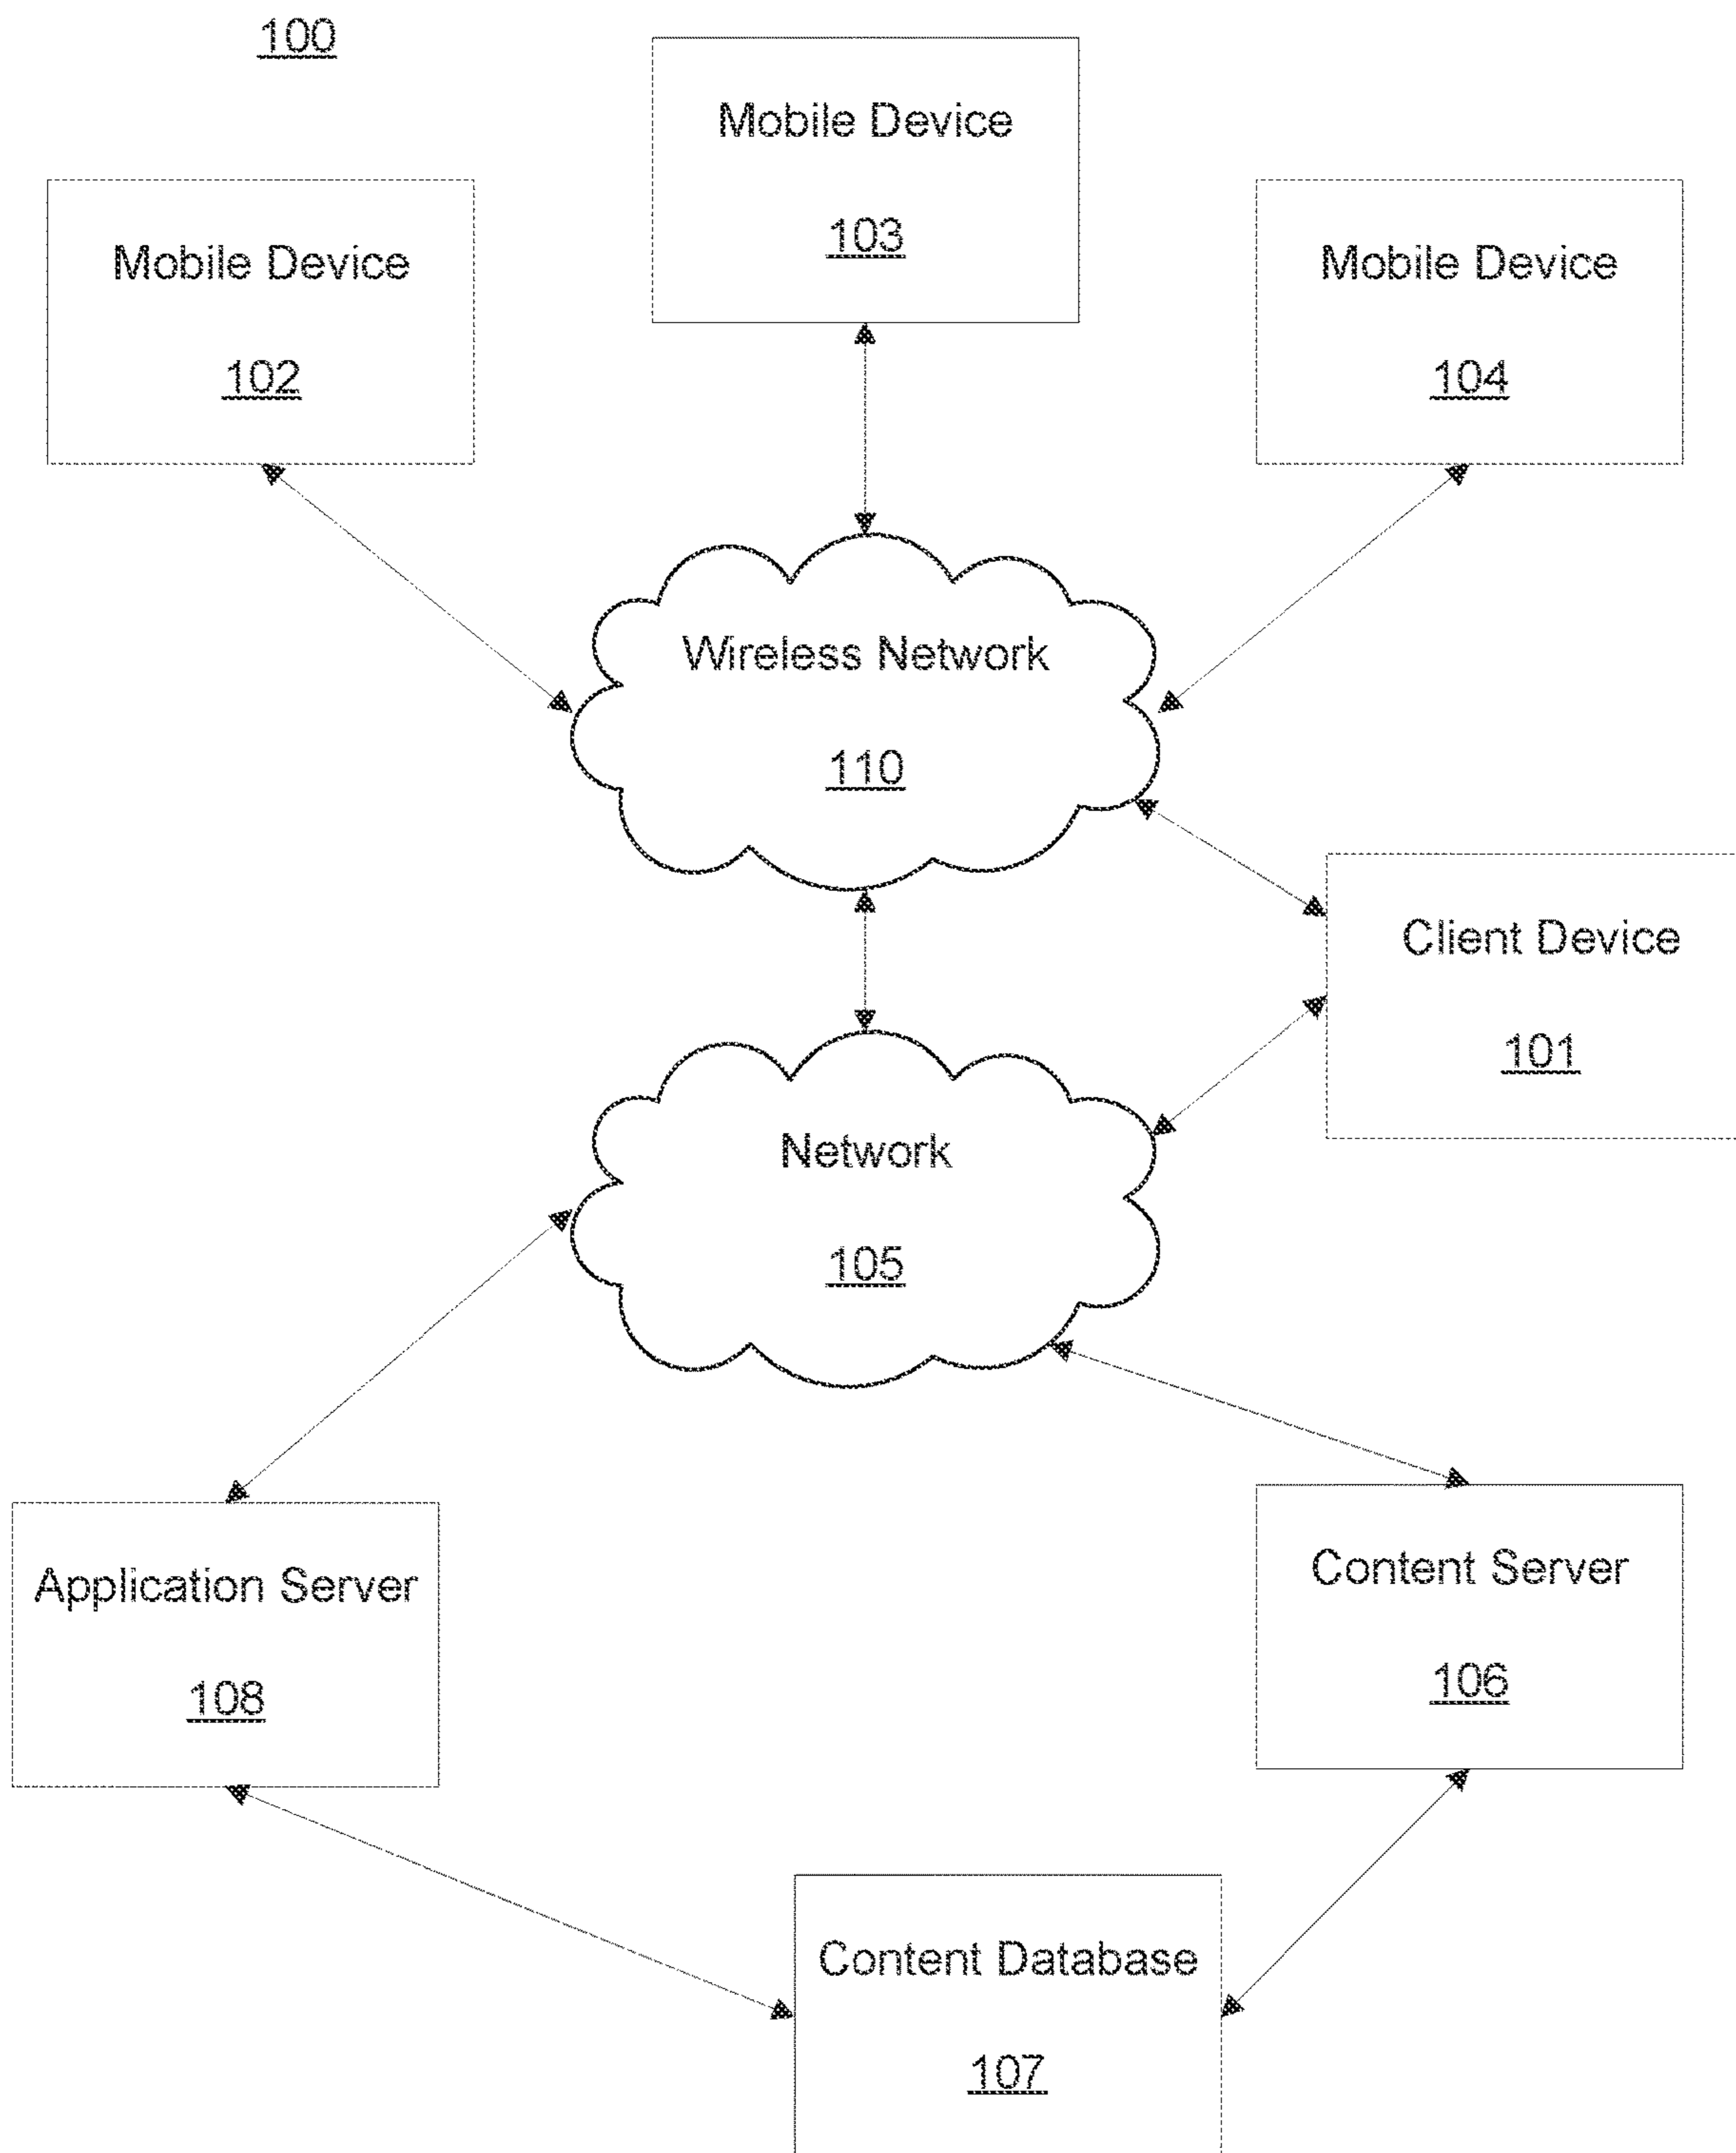 100
Mobile Device
103
Mobile Device
102
Mobile Device
104
Wireless Network
110
Client Device
101
Network
105
Application Server
108
Content Server
106
Content Database
107